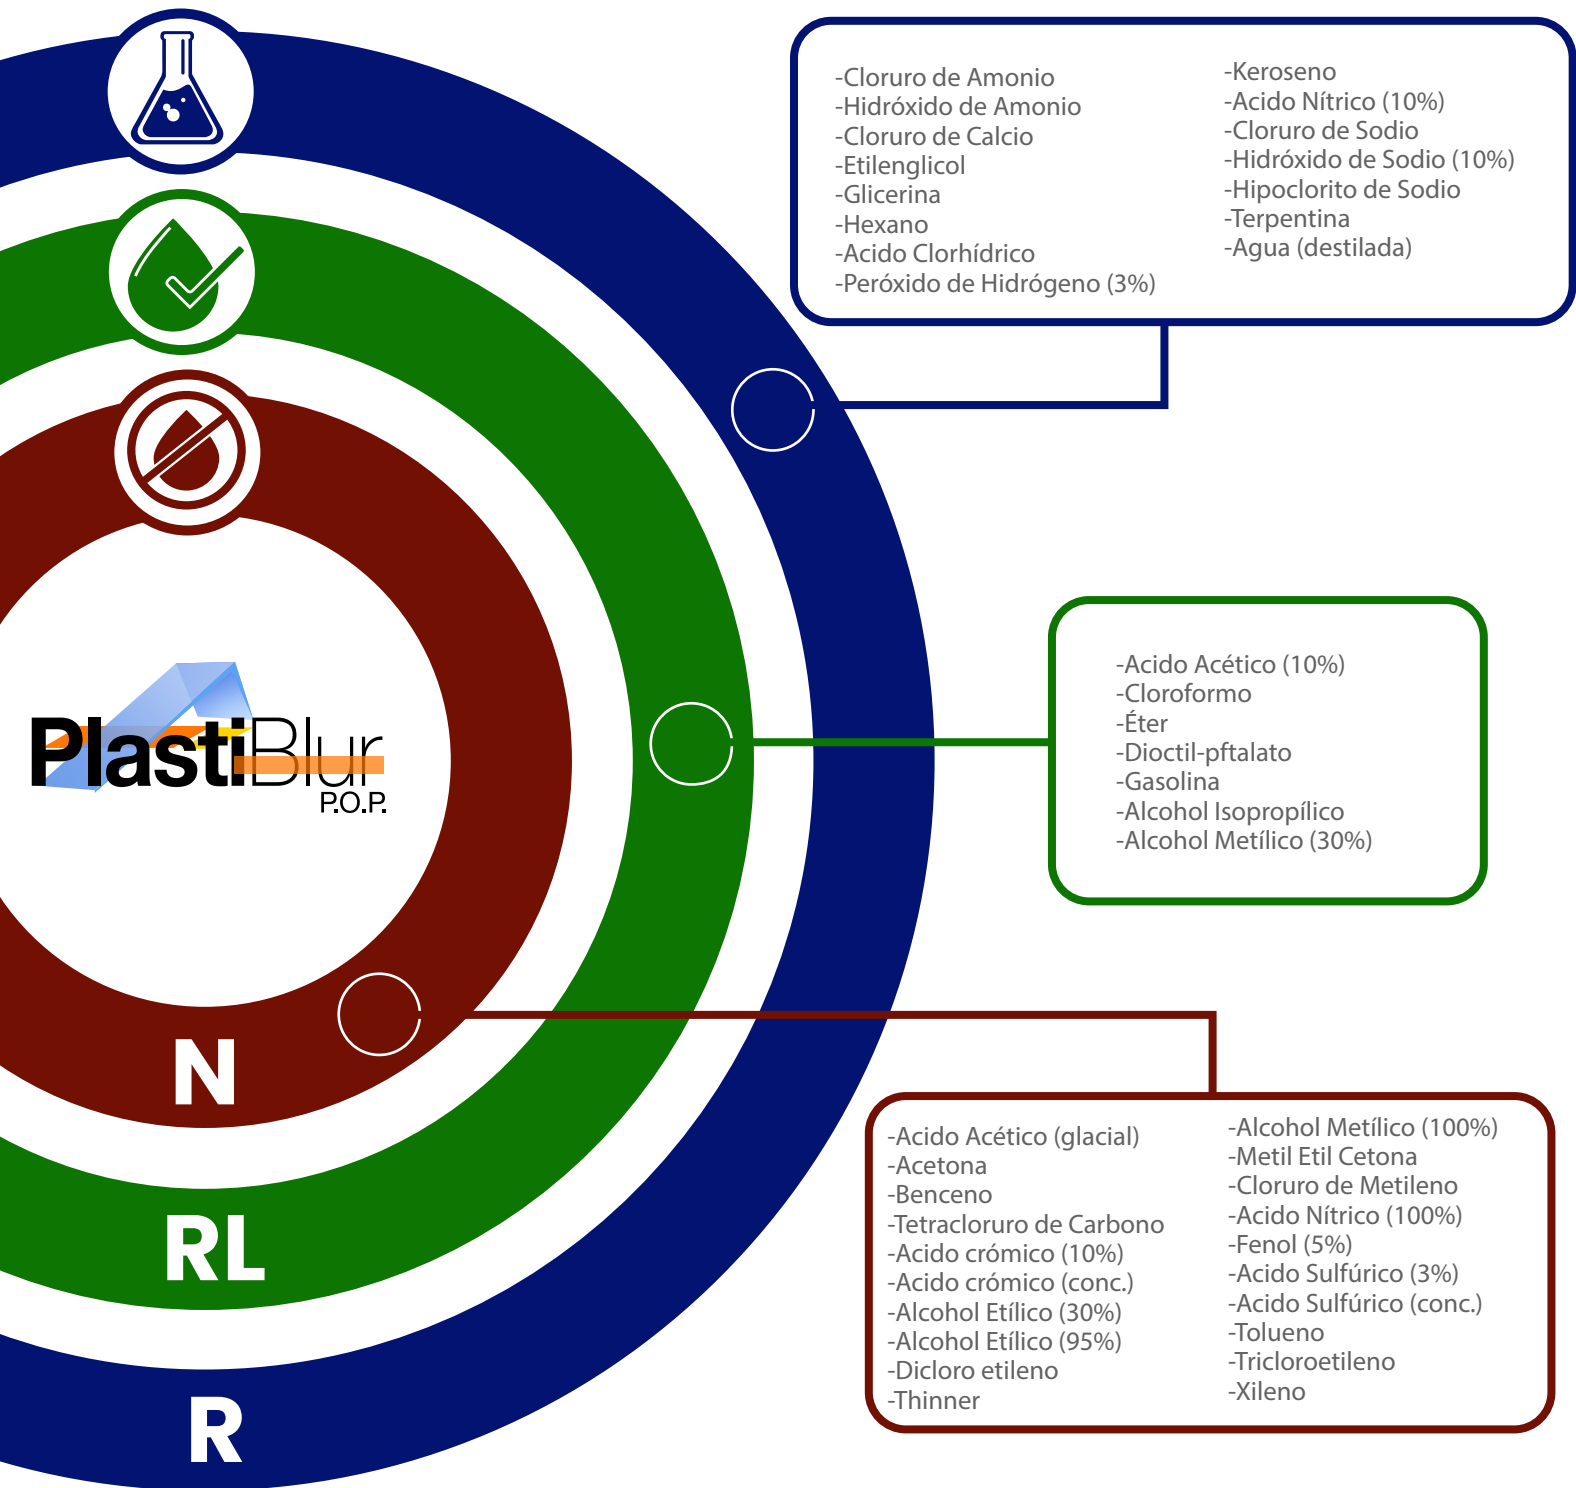 -Cloruro de Amonio
-Hidróxido de Amonio
-Cloruro de Calcio
-Etilenglicol
-Glicerina
-Hexano
-Acido Clorhídrico
-Peróxido de Hidrógeno (3%)
-Keroseno
-Acido Nítrico (10%)
-Cloruro de Sodio
-Hidróxido de Sodio (10%)
-Hipoclorito de Sodio
-Terpentina
-Agua (destilada)
-Acido Acético (10%)
-Cloroformo
-Éter
-Dioctil-pftalato
-Gasolina
-Alcohol Isopropílico
-Alcohol Metílico (30%)
PlastiBlur
P.O.P.
N
RL
R
-Acido Acético (glacial)
-Acetona
-Benceno
-Tetracloruro de Carbono
-Acido crómico (10%)
-Acido crómico (conc.)
-Alcohol Etílico (30%)
-Alcohol Etílico (95%)
-Dicloro etileno
-Thinner
-Alcohol Metílico (100%)
-Metil Etil Cetona
-Cloruro de Metileno
-Acido Nítrico (100%)
-Fenol (5%)
-Acido Sulfúrico (3%)
-Acido Sulfúrico (conc.)
-Tolueno
-Tricloroetileno
-Xileno